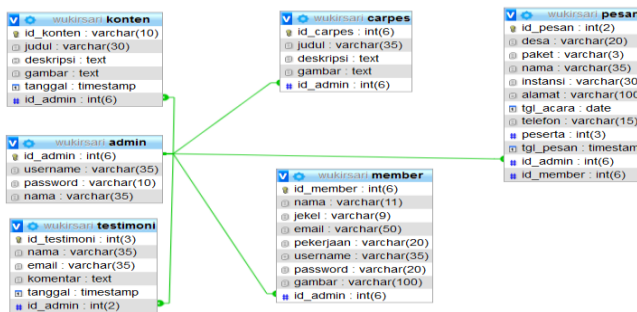 wukirsari konten
id_konten : varchar(10)
judul : varchar(30)
deskripsi : text
gambar : text
tanggal : timestamp
id_admin : int(6)
wukirsari carpes
id_carpes : int(6)
judul : varchar(35)
deskripsi : text
gambar : text
id_admin : int(6)
wukirsari pesan
id_pesan : int(2)
desa : varchar(20)
paket : varchar(3)
nama : varchar(35)
instansi : varchar(30
alamat : varchar(100
tgl_acara : date
telefon : varchar(15)
peserta : int(3)
tgl_pesan : timestam
id_admin : int(6)
id_member : int(6)
wukirsari admin
id_admin : int(6)
username : varchar(35)
password : varchar(10)
nama : varchar(35)
wukirsari member
id_member : int(6)
nama : varchar(11)
jekel : varchar(9)
email : varchar(50)
pekerjaan : varchar(20)
username : varchar(35)
password : varchar(20)
gambar : varchar(100)
id_admin : int(6)
wukirsari testimoni
id_testimoni : int(3)
nama : varchar(35)
email : varchar(35)
komentar : text
tanggal : timestamp
id_admin : int(2)